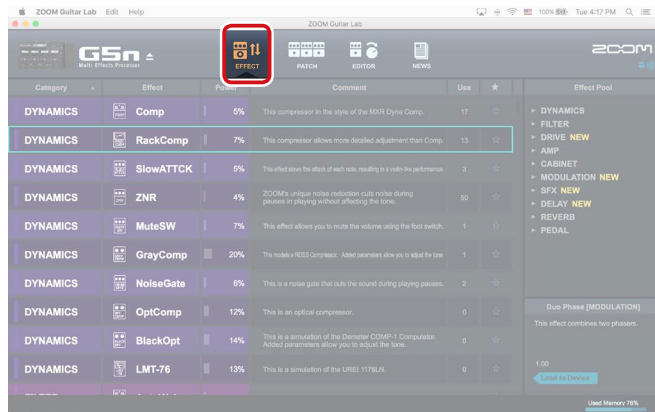 ZOOM Guitar Lab Edit Help 100% Tue 4:17 PM
ZOOM Guitar Lab
G5n
Multi-Effects Processor
EFFECT PATCH EDITOR NEWS
ZOOM
Category Effect Power Comment Use ★ Effect Pool
DYNAMICS Comp 5% This compressor in the style of the MXR Dyna Comp. 17
DYNAMICS RackComp 7% This compressor allows more detailed adjustment than Comp. 13
DYNAMICS SlowATTCK 5% This effect slows the attack of each note, resulting in a violin-like performance. 3
DYNAMICS ZNR 4% ZOOM's unique noise reduction cuts noise during
pauses in playing without affecting the tone. 50
DYNAMICS MuteSW 7% This effect allows you to mute the volume using the foot switch. 1
DYNAMICS GrayComp 20% This models a ROSS Compressor. Added parameters allow you to adjust the tone. 1
DYNAMICS NoiseGate 6% This is a noise gate that cuts the sound during playing pauses. 2
DYNAMICS OptComp 12% This is an optical compressor. 0
DYNAMICS BlackOpt 14% This is a simulation of the Demeter COMP-1 Compulator.
Added parameters allow you to adjust the tone. 0
DYNAMICS LMT-76 13% This is a simulation of the UREI 1176LN. 0
DYNAMICS
FILTER
DRIVE NEW
AMP
CABINET
MODULATION NEW
SFX NEW
DELAY NEW
REVERB
PEDAL
Duo Phase [MODULATION]
This effect combines two phasers.
1.00
Load to Device
Used Memory 76%